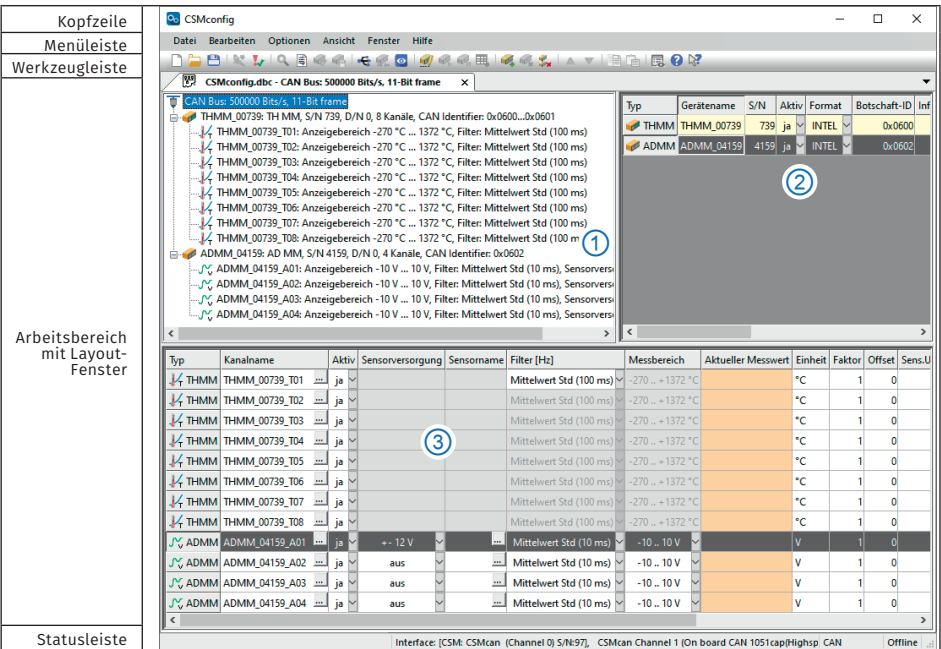 Kopfzeile
Menüleiste
Werkzeugleiste
Arbeitsbereich
mit Layout-
Fenster
Statusleiste
CSMconfig
Datei Bearbeiten Optionen Ansicht Fenster Hilfe
CSMconfig.dbc - CAN Bus: 500000 Bits/s, 11-Bit frame x
CAN Bus: 500000 Bits/s, 11-Bit frame
THMM_00739: TH MM, S/N 739, D/N 0, 8 Kanäle, CAN Identifier: 0x0600...0x0601
THMM_00739_T01: Anzeigebereich -270 °C ... 1372 °C, Filter: Mittelwert Std (100 ms)
THMM_00739_T02: Anzeigebereich -270 °C ... 1372 °C, Filter: Mittelwert Std (100 ms)
THMM_00739_T03: Anzeigebereich -270 °C ... 1372 °C, Filter: Mittelwert Std (100 ms)
THMM_00739_T04: Anzeigebereich -270 °C ... 1372 °C, Filter: Mittelwert Std (100 ms)
THMM_00739_T05: Anzeigebereich -270 °C ... 1372 °C, Filter: Mittelwert Std (100 ms)
THMM_00739_T06: Anzeigebereich -270 °C ... 1372 °C, Filter: Mittelwert Std (100 ms)
THMM_00739_T07: Anzeigebereich -270 °C ... 1372 °C, Filter: Mittelwert Std (100 ms)
THMM_00739_T08: Anzeigebereich -270 °C ... 1372 °C, Filter: Mittelwert Std (100 m
1
ADMM_04159: AD MM, S/N 4159, D/N 0, 4 Kanäle, CAN Identifier: 0x0602
ADMM_04159_A01: Anzeigebereich -10 V ... 10 V, Filter: Mittelwert Std (10 ms), Sensorvers
ADMM_04159_A02: Anzeigebereich -10 V ... 10 V, Filter: Mittelwert Std (10 ms), Sensorvers
ADMM_04159_A03: Anzeigebereich -10 V ... 10 V, Filter: Mittelwert Std (10 ms), Sensorvers
ADMM_04159_A04: Anzeigebereich -10 V ... 10 V, Filter: Mittelwert Std (10 ms), Sensorvers
Typ Gerätename S/N Aktiv Format Botschaft-ID Inf
THMM THMM_00739 739 ja INTEL 0x0600
ADMM ADMM_04159 4159 ja INTEL 0x0602
2
Typ Kanalname Aktiv Sensorversorgung Sensorname Filter [Hz] Messbereich Aktueller Messwert Einheit Faktor Offset Sens.U
THMM THMM_00739_T01 ... ja Mittelwert Std (100 ms) -270 .. +1372 °C °C 1 0
THMM THMM_00739_T02 ... ja Mittelwert Std (100 ms) -270 .. +1372 °C °C 1 0
THMM THMM_00739_T03 ... ja Mittelwert Std (100 ms) -270 .. +1372 °C °C 1 0
THMM THMM_00739_T04 ... ja Mittelwert Std (100 ms) -270 .. +1372 °C °C 1 0
3
THMM THMM_00739_T05 ... ja Mittelwert Std (100 ms) -270 .. +1372 °C °C 1 0
THMM THMM_00739_T06 ... ja Mittelwert Std (100 ms) -270 .. +1372 °C °C 1 0
THMM THMM_00739_T07 ... ja Mittelwert Std (100 ms) -270 .. +1372 °C °C 1 0
THMM THMM_00739_T08 ... ja Mittelwert Std (100 ms) -270 .. +1372 °C °C 1 0
ADMM ADMM_04159_A01 ... ja +- 12 V ... Mittelwert Std (10 ms) -10 .. 10 V V 1 0
ADMM ADMM_04159_A02 ... ja aus ... Mittelwert Std (10 ms) -10 .. 10 V V 1 0
ADMM ADMM_04159_A03 ... ja aus ... Mittelwert Std (10 ms) -10 .. 10 V V 1 0
ADMM ADMM_04159_A04 ... ja aus ... Mittelwert Std (10 ms) -10 .. 10 V V 1 0
Interface: [CSM: CSMcan (Channel 0) S/N:97], CSMcan Channel 1 (On board CAN 1051cap(Highsp CAN Offline